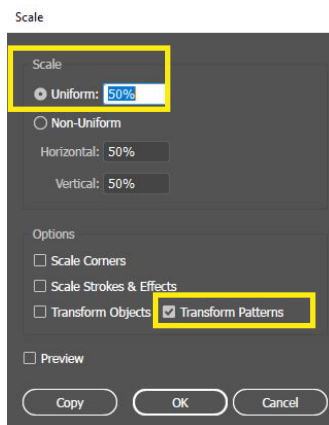 Scale
Scale
Uniform: 50%
Non-Uniform
Horizontal: 50%
Vertical: 50%
Options
Scale Corners
Scale Strokes & Effects
Transform Objects Transform Patterns
Preview
Copy OK Cancel